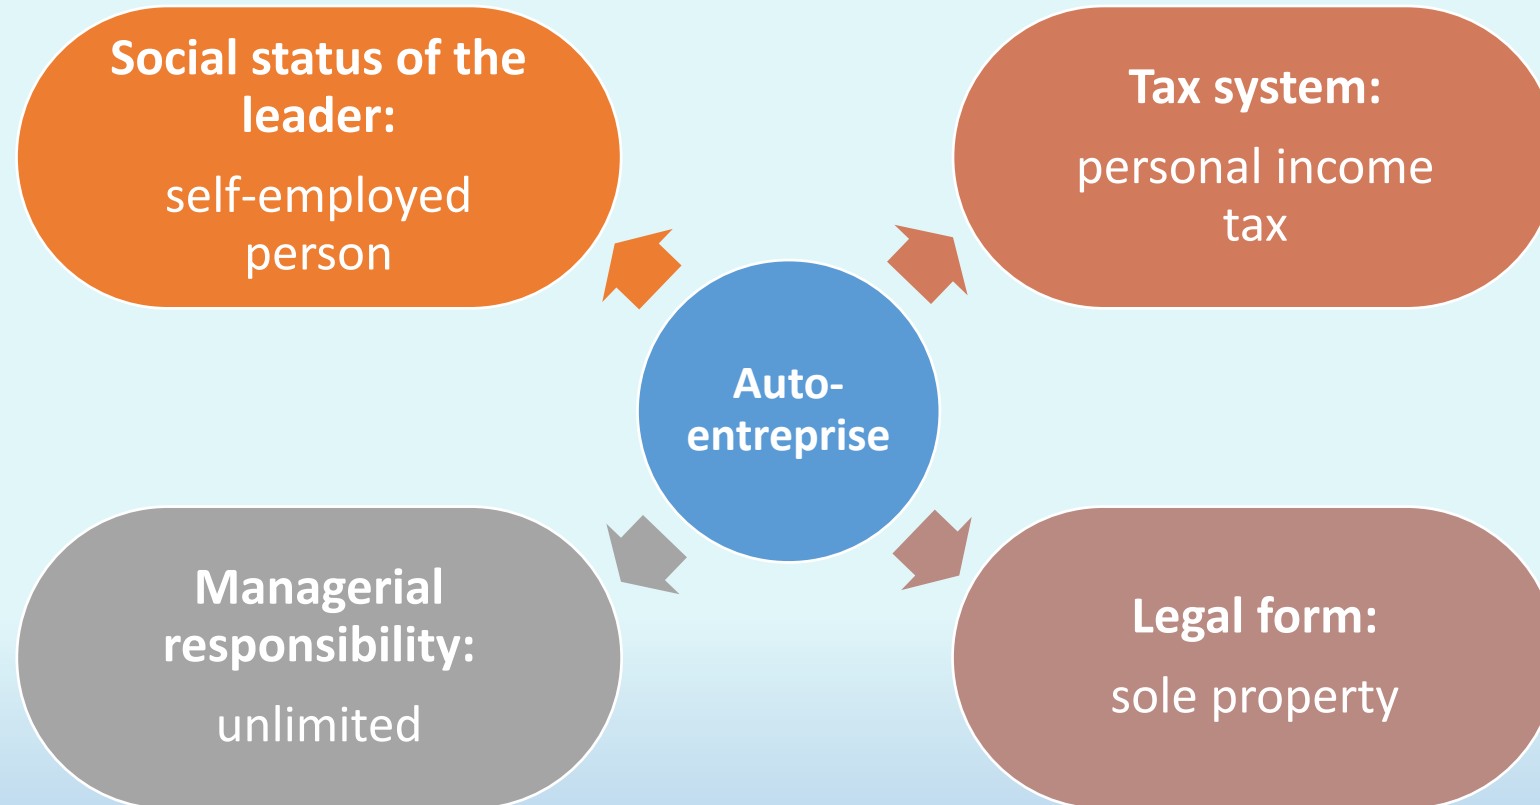 Social status of the
leader:
self-employed
person
Tax system:
personal income
tax
Auto-
entreprise
Managerial
responsibility:
unlimited
Legal form:
sole property